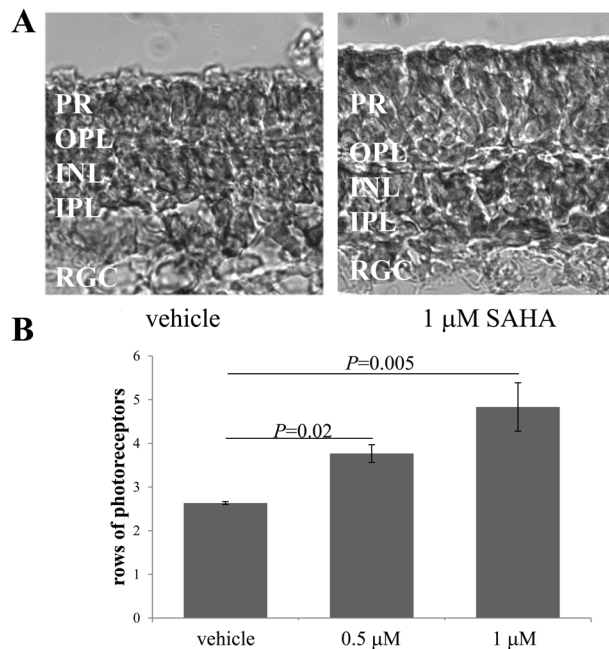 A
PR
OPL
INL
IPL
RGC
PR
OPL
INL
IPL
RGC
vehicle
1 µM SAHA
B
rows of photoreceptors
6
5
4
3
2
1
0
P=0.005
P=0.02
vehicle
0.5 µM
1 µM